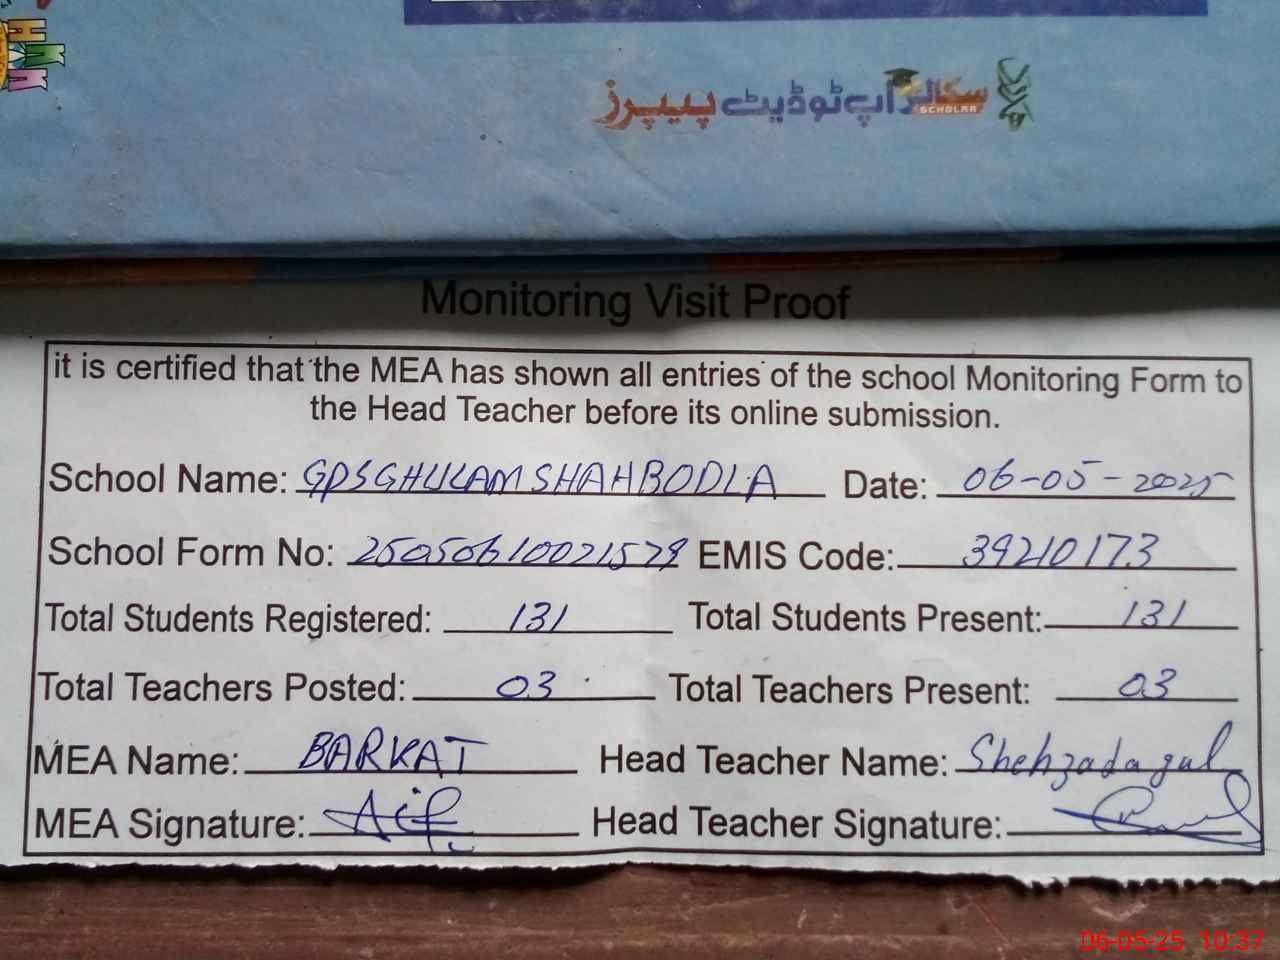 سکالر اپ ٹو ڈیٹ پیپرز
SCHOLAR
Monitoring Visit Proof
it is certified that the MEA has shown all entries of the school Monitoring Form to
the Head Teacher before its online submission.
School Name: GPSGHULAM SHAHBODLA Date: 06-05-2025
School Form No: 25050610021579 EMIS Code: 39210173
Total Students Registered: 131 Total Students Present: 131
Total Teachers Posted: 03 Total Teachers Present: 03
MEA Name: BARKAT Head Teacher Name: Shehzada gul
MEA Signature: Head Teacher Signature:
06-05-25 10:37